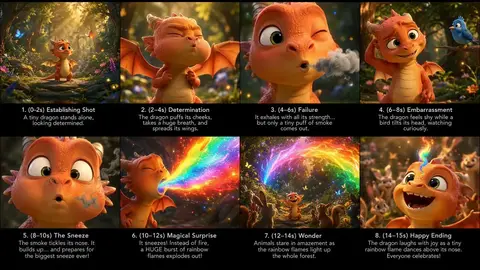 1. (0-2s) Establishing Shot
A tiny dragon stands alone,
looking determined.
2. (2-4s) Determination
The dragon puffs its cheeks,
takes a huge breath, and
spreads its wings.
3. (4-6s) Failure
It exhales with all its strength...
but only a tiny puff of smoke
comes out.
4. (6-8s) Embarrassment
The dragon feels shy while a
bird tilts its head, watching
curiously.
5. (8-10s) The Sneeze
The smoke tickles its nose. It
builds up... and prepares for
the biggest sneeze ever!
6. (10-12s) Magical Surprise
It sneezes! Instead of fire,
a HUGE burst of rainbow
flames explodes out!
7. (12-14s) Wonder
Animals stare in amazement as
the rainbow flames light up
the whole forest.
8. (14-15s) Happy Ending
The dragon laughs with joy as a tiny
rainbow flame dances above its nose.
Everyone celebrates!